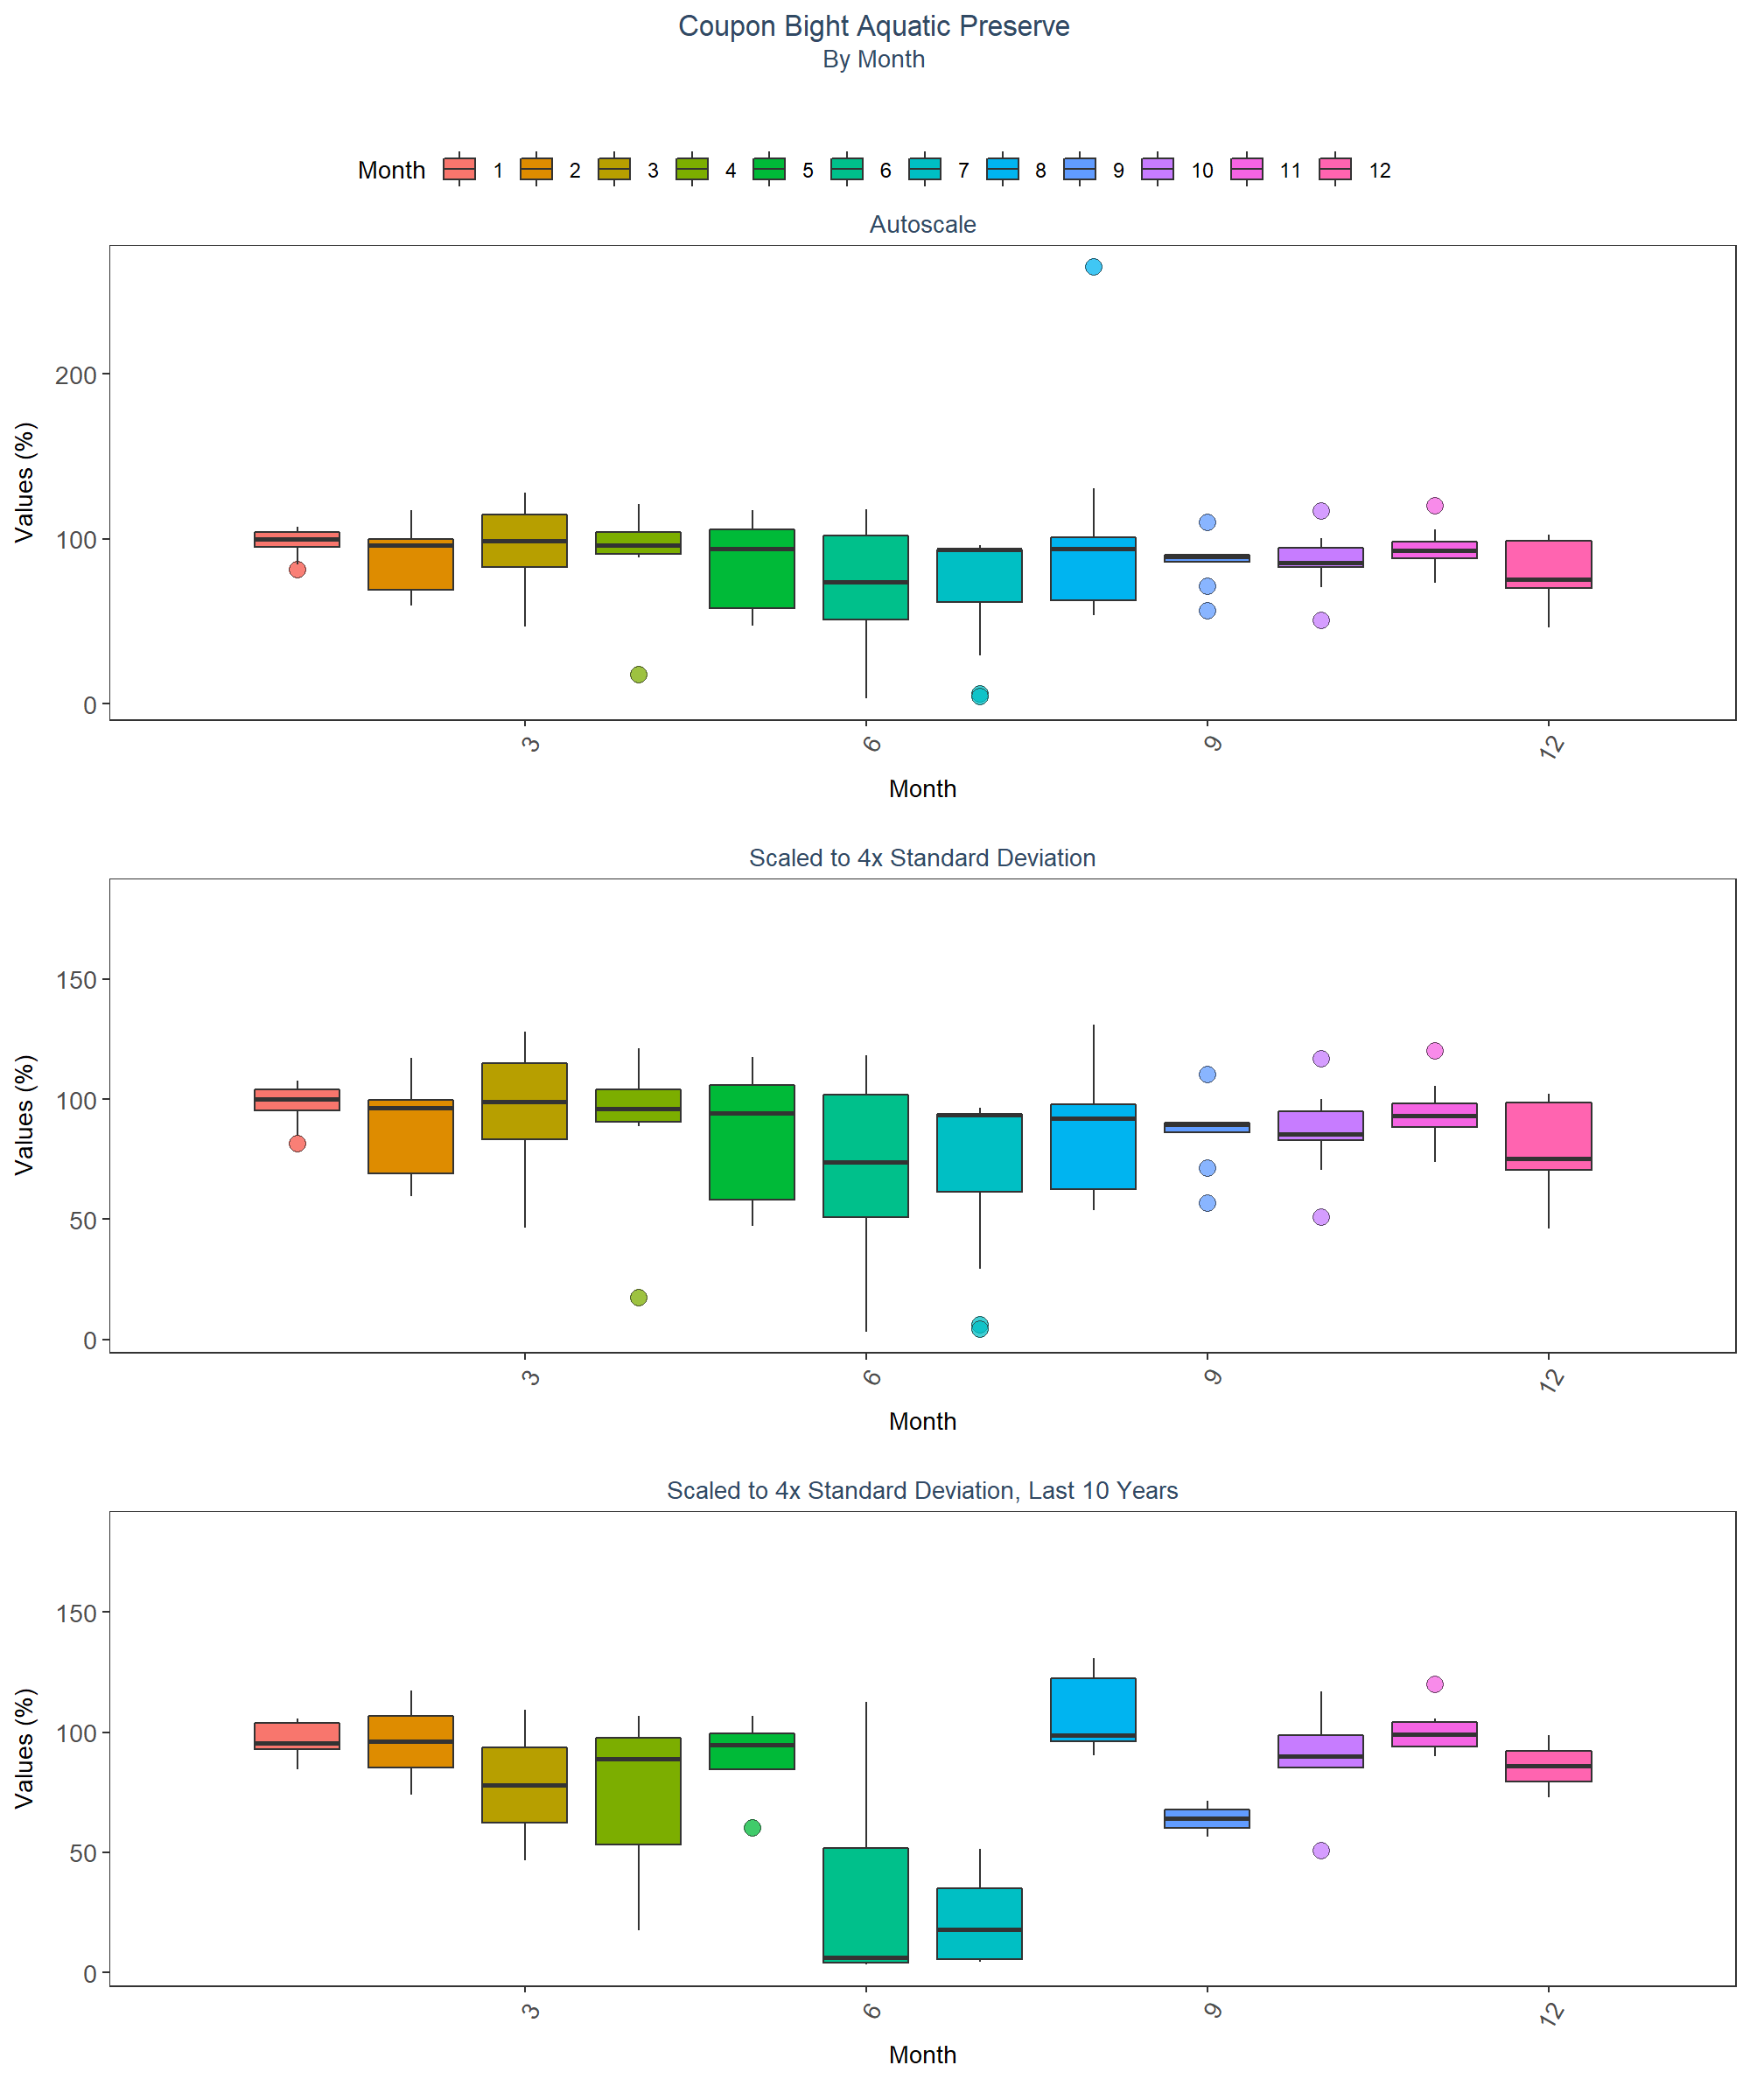 Coupon Bight Aquatic Preserve
By Month
Month 1 2 3 4 5 6 7 8 9 10 11 12
Autoscale
Values (%)
200
100
0
3 6 9 12
Month
Scaled to 4x Standard Deviation
Values (%)
150
100
50
0
3 6 9 12
Month
Scaled to 4x Standard Deviation, Last 10 Years
Values (%)
150
100
50
0
3 6 9 12
Month